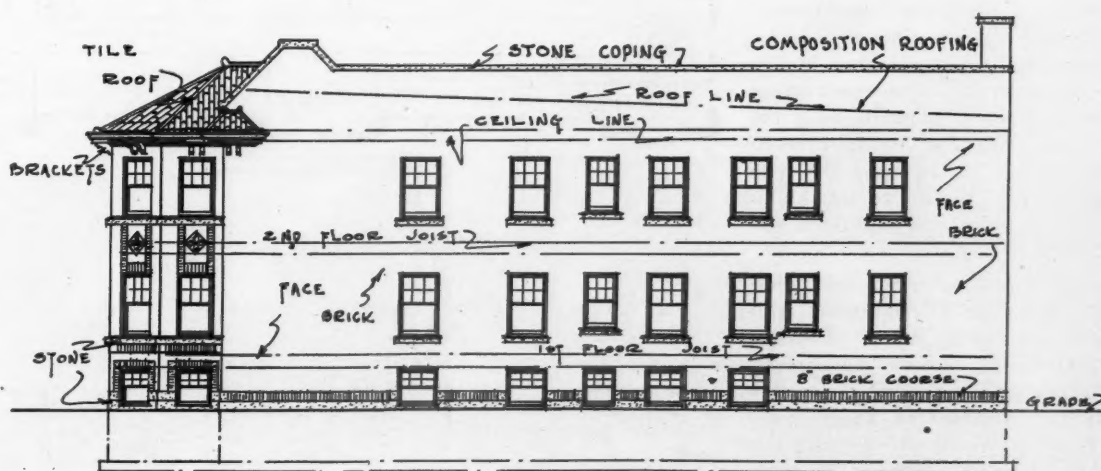 TILE
ROOF
STONE COPING
COMPOSITION ROOFING
ROOF LINE
CEILING LINE
BRACKETS
FACE
BRICK
2ND FLOOR JOIST
FACE
BRICK
STONE
1ST FLOOR JOIST
8" BRICK COURSE
GRADE